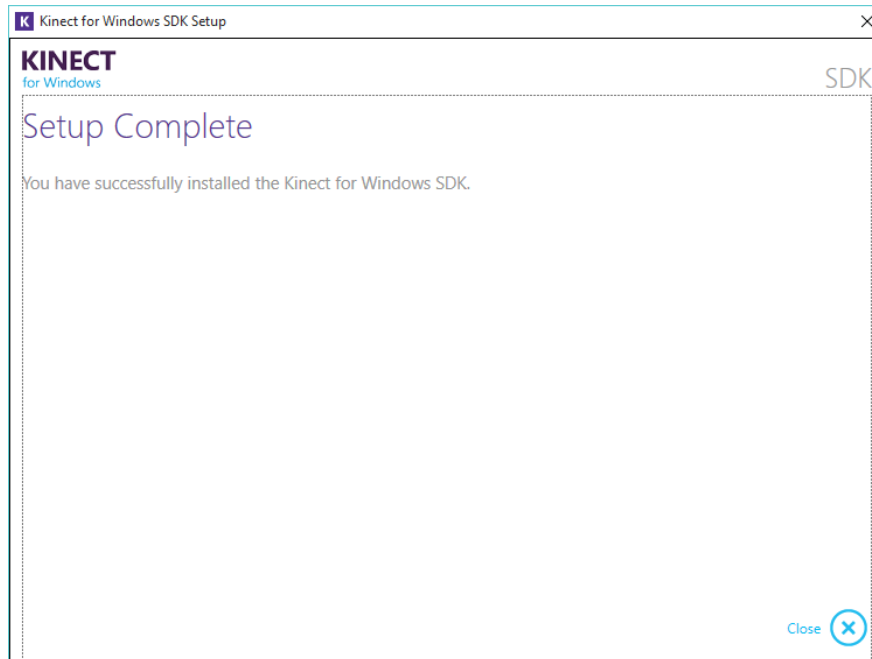 K Kinect for Windows SDK Setup
KINECT
for Windows
SDK
Setup Complete
You have successfully installed the Kinect for Windows SDK.
Close